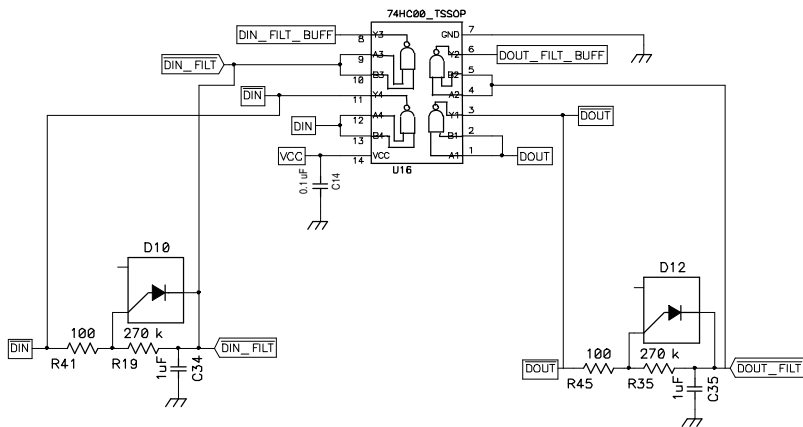 74HC00_TSSOP
DIN_FILT_BUFF
8
Y3
GND
7
DIN_FILT
9
A3
Y2
6
DOUT_FILT_BUFF
10
B3
B2
5
DIN
11
Y4
A2
4
DIN
12
A4
Y1
3
DOUT
13
B4
B1
2
VCC
14
VCC
A1
1
DOUT
U16
0.1uF
C14
D10
D12
DIN
100
270 k
DIN_FILT
R41
R19
1uF
C34
DOUT
100
270 k
DOUT_FILT
R45
R35
1uF
C35